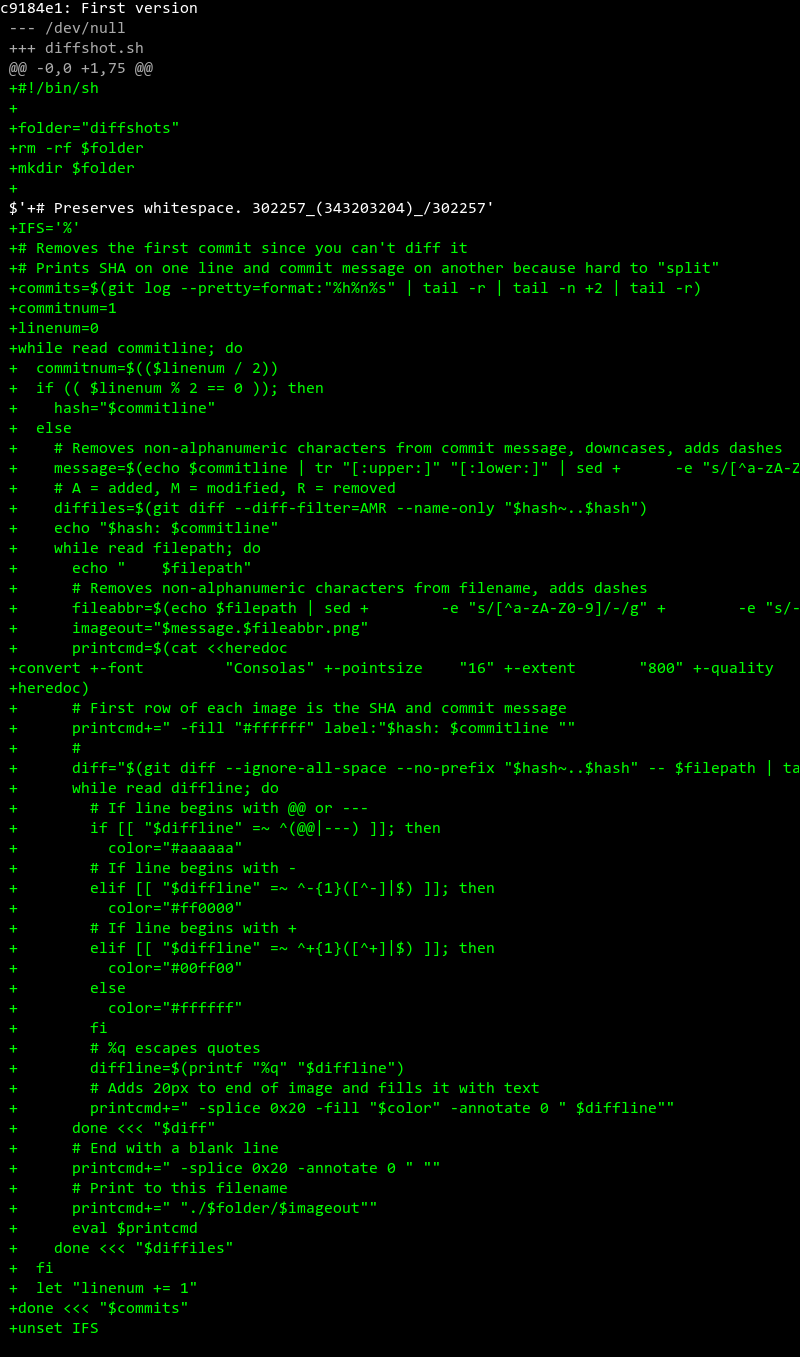 c9184e1: First version
 --- /dev/null
 +++ diffshot.sh
 @@ -0,0 +1,75 @@
 +#!/bin/sh
 +
 +folder="diffshots"
 +rm -rf $folder
 +mkdir $folder
 +
$'+# Preserves whitespace. 302257_(343203204)_/302257'
 +IFS='%'
 +# Removes the first commit since you can't diff it
 +# Prints SHA on one line and commit message on another because hard to "split"
 +commits=$(git log --pretty=format:"%h%n%s" | tail -r | tail -n +2 | tail -r)
 +commitnum=1
 +linenum=0
 +while read commitline; do
 +  commitnum=$(($linenum / 2))
 +  if (( $linenum % 2 == 0 )); then
 +    hash="$commitline"
 +  else
 +    # Removes non-alphanumeric characters from commit message, downcases, adds dashes
 +    message=$(echo $commitline | tr "[:upper:]" "[:lower:]" | sed +      -e "s/[^a-zA-Z
 +    # A = added, M = modified, R = removed
 +    diffiles=$(git diff --diff-filter=AMR --name-only "$hash~..$hash")
 +    echo "$hash: $commitline"
 +    while read filepath; do
 +      echo "    $filepath"
 +      # Removes non-alphanumeric characters from filename, adds dashes
 +      fileabbr=$(echo $filepath | sed +        -e "s/[^a-zA-Z0-9]/-/g" +        -e "s/-
 +      imageout="$message.$fileabbr.png"
 +      printcmd=$(cat <<heredoc
 +convert +-font         "Consolas" +-pointsize    "16" +-extent       "800" +-quality
 +heredoc)
 +      # First row of each image is the SHA and commit message
 +      printcmd+=" -fill "#ffffff" label:"$hash: $commitline ""
 +      #
 +      diff="$(git diff --ignore-all-space --no-prefix "$hash~..$hash" -- $filepath | ta
 +      while read diffline; do
 +        # If line begins with @@ or ---
 +        if [[ "$diffline" =~ ^(@@|---) ]]; then
 +          color="#aaaaaa"
 +        # If line begins with -
 +        elif [[ "$diffline" =~ ^-{1}([^-]|$) ]]; then
 +          color="#ff0000"
 +        # If line begins with +
 +        elif [[ "$diffline" =~ ^+{1}([^+]|$) ]]; then
 +          color="#00ff00"
 +        else
 +          color="#ffffff"
 +        fi
 +        # %q escapes quotes
 +        diffline=$(printf "%q" "$diffline")
 +        # Adds 20px to end of image and fills it with text
 +        printcmd+=" -splice 0x20 -fill "$color" -annotate 0 " $diffline""
 +      done <<< "$diff"
 +      # End with a blank line
 +      printcmd+=" -splice 0x20 -annotate 0 " ""
 +      # Print to this filename
 +      printcmd+=" "./$folder/$imageout""
 +      eval $printcmd
 +    done <<< "$diffiles"
 +  fi
 +  let "linenum += 1"
 +done <<< "$commits"
 +unset IFS